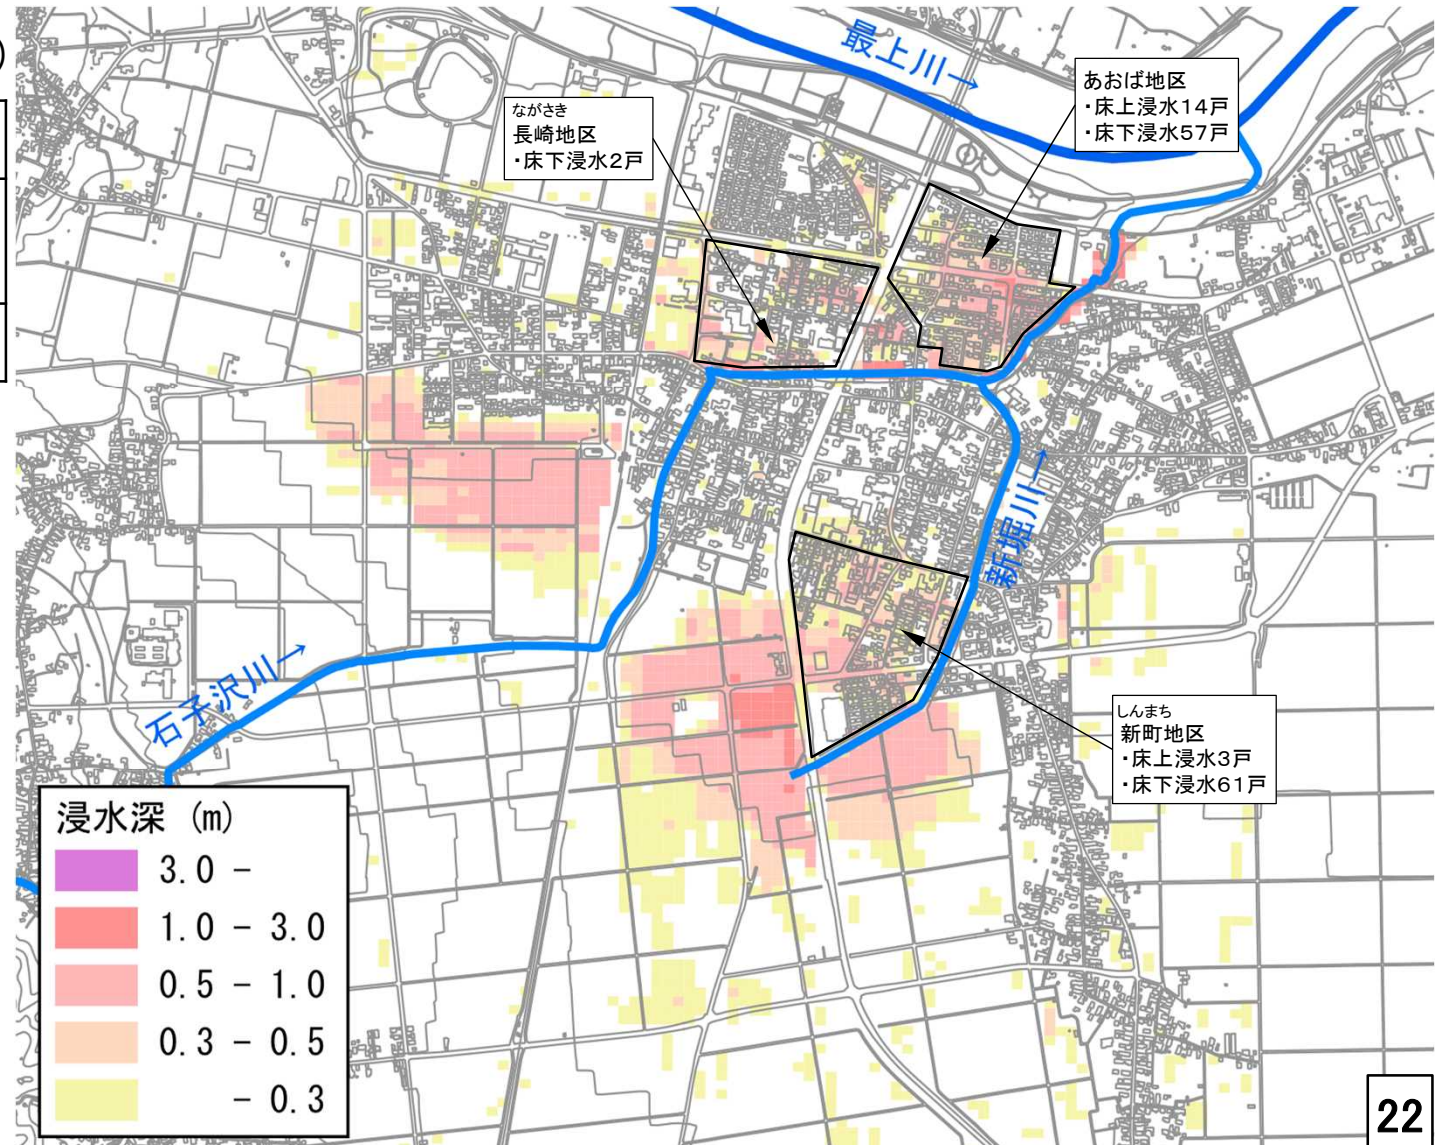 )
最上川→
あおば地区
・床上浸水14戸
・床下浸水57戸
ながさき
長崎地区
・床下浸水2戸
新堀川→
石子沢川→
しんまち
新町地区
・床上浸水3戸
・床下浸水61戸
浸水深 (m)
3.0 -
1.0 - 3.0
0.5 - 1.0
0.3 - 0.5
- 0.3
22